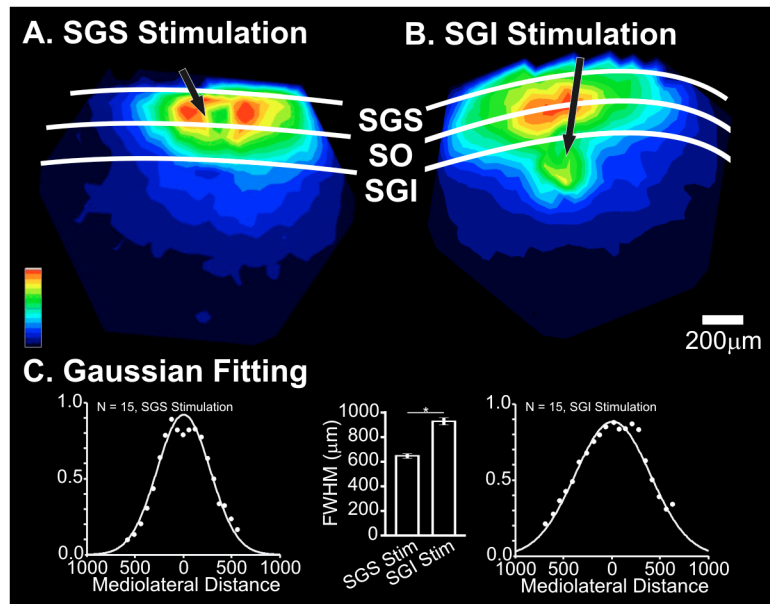 A. SGS Stimulation
B. SGI Stimulation
SGS
SO
SGI
200μm
C. Gaussian Fitting
N = 15, SGS Stimulation
1.0
0.5
0.0
1000 500 0 500 1000
Mediolateral Distance
FWHM (μm)
1000
800
600
400
200
0
*
SGS Stim
SGI Stim
N = 15, SGI Stimulation
1.0
0.5
0.0
1000 500 0 500 1000
Mediolateral Distance